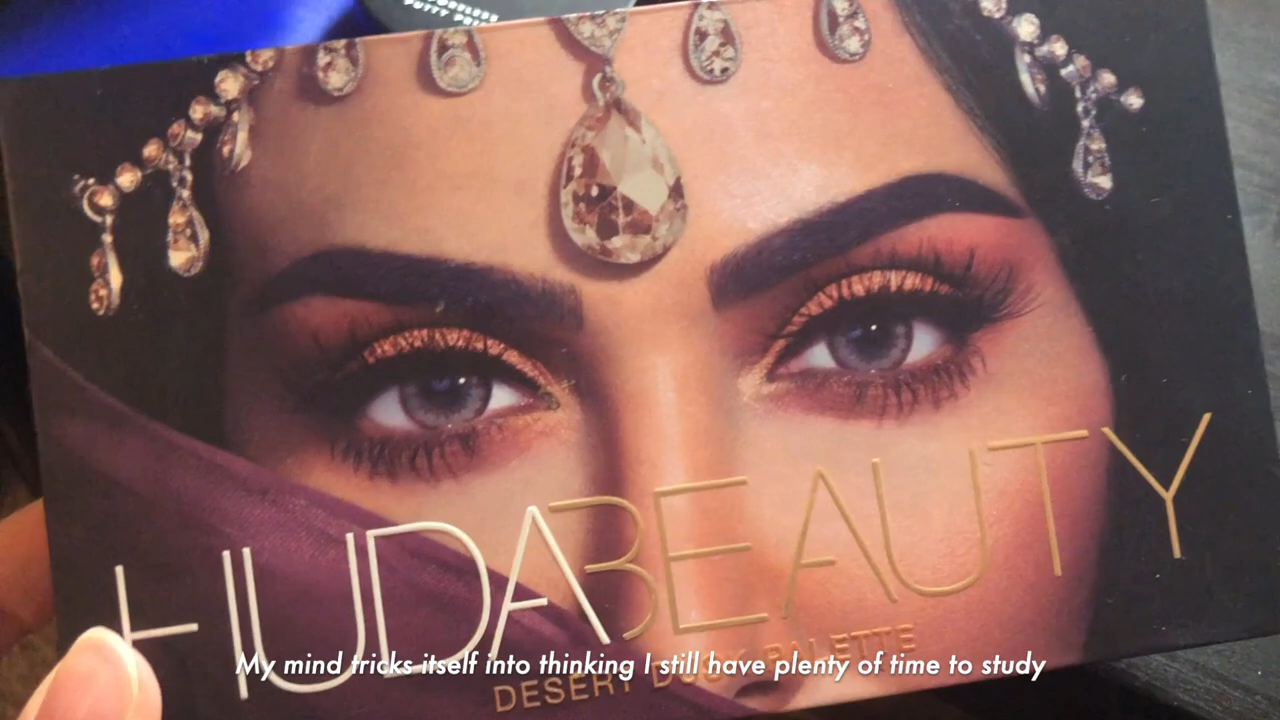 HUDABEAUTY
DESERT DUSK PALETTE
My mind tricks itself into thinking I still have plenty of time to study